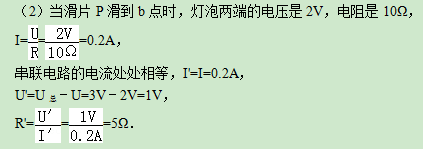 （2）当滑片 P 滑到 b 点时，灯泡两端的电压是 2V，电阻是 10Ω，
I=U/R=2V/10Ω=0.2A，
串联电路的电流处处相等，I'=I=0.2A，
U'=U总－U=3V－2V=1V，
R'=U′/I′=1V/0.2A=5Ω．